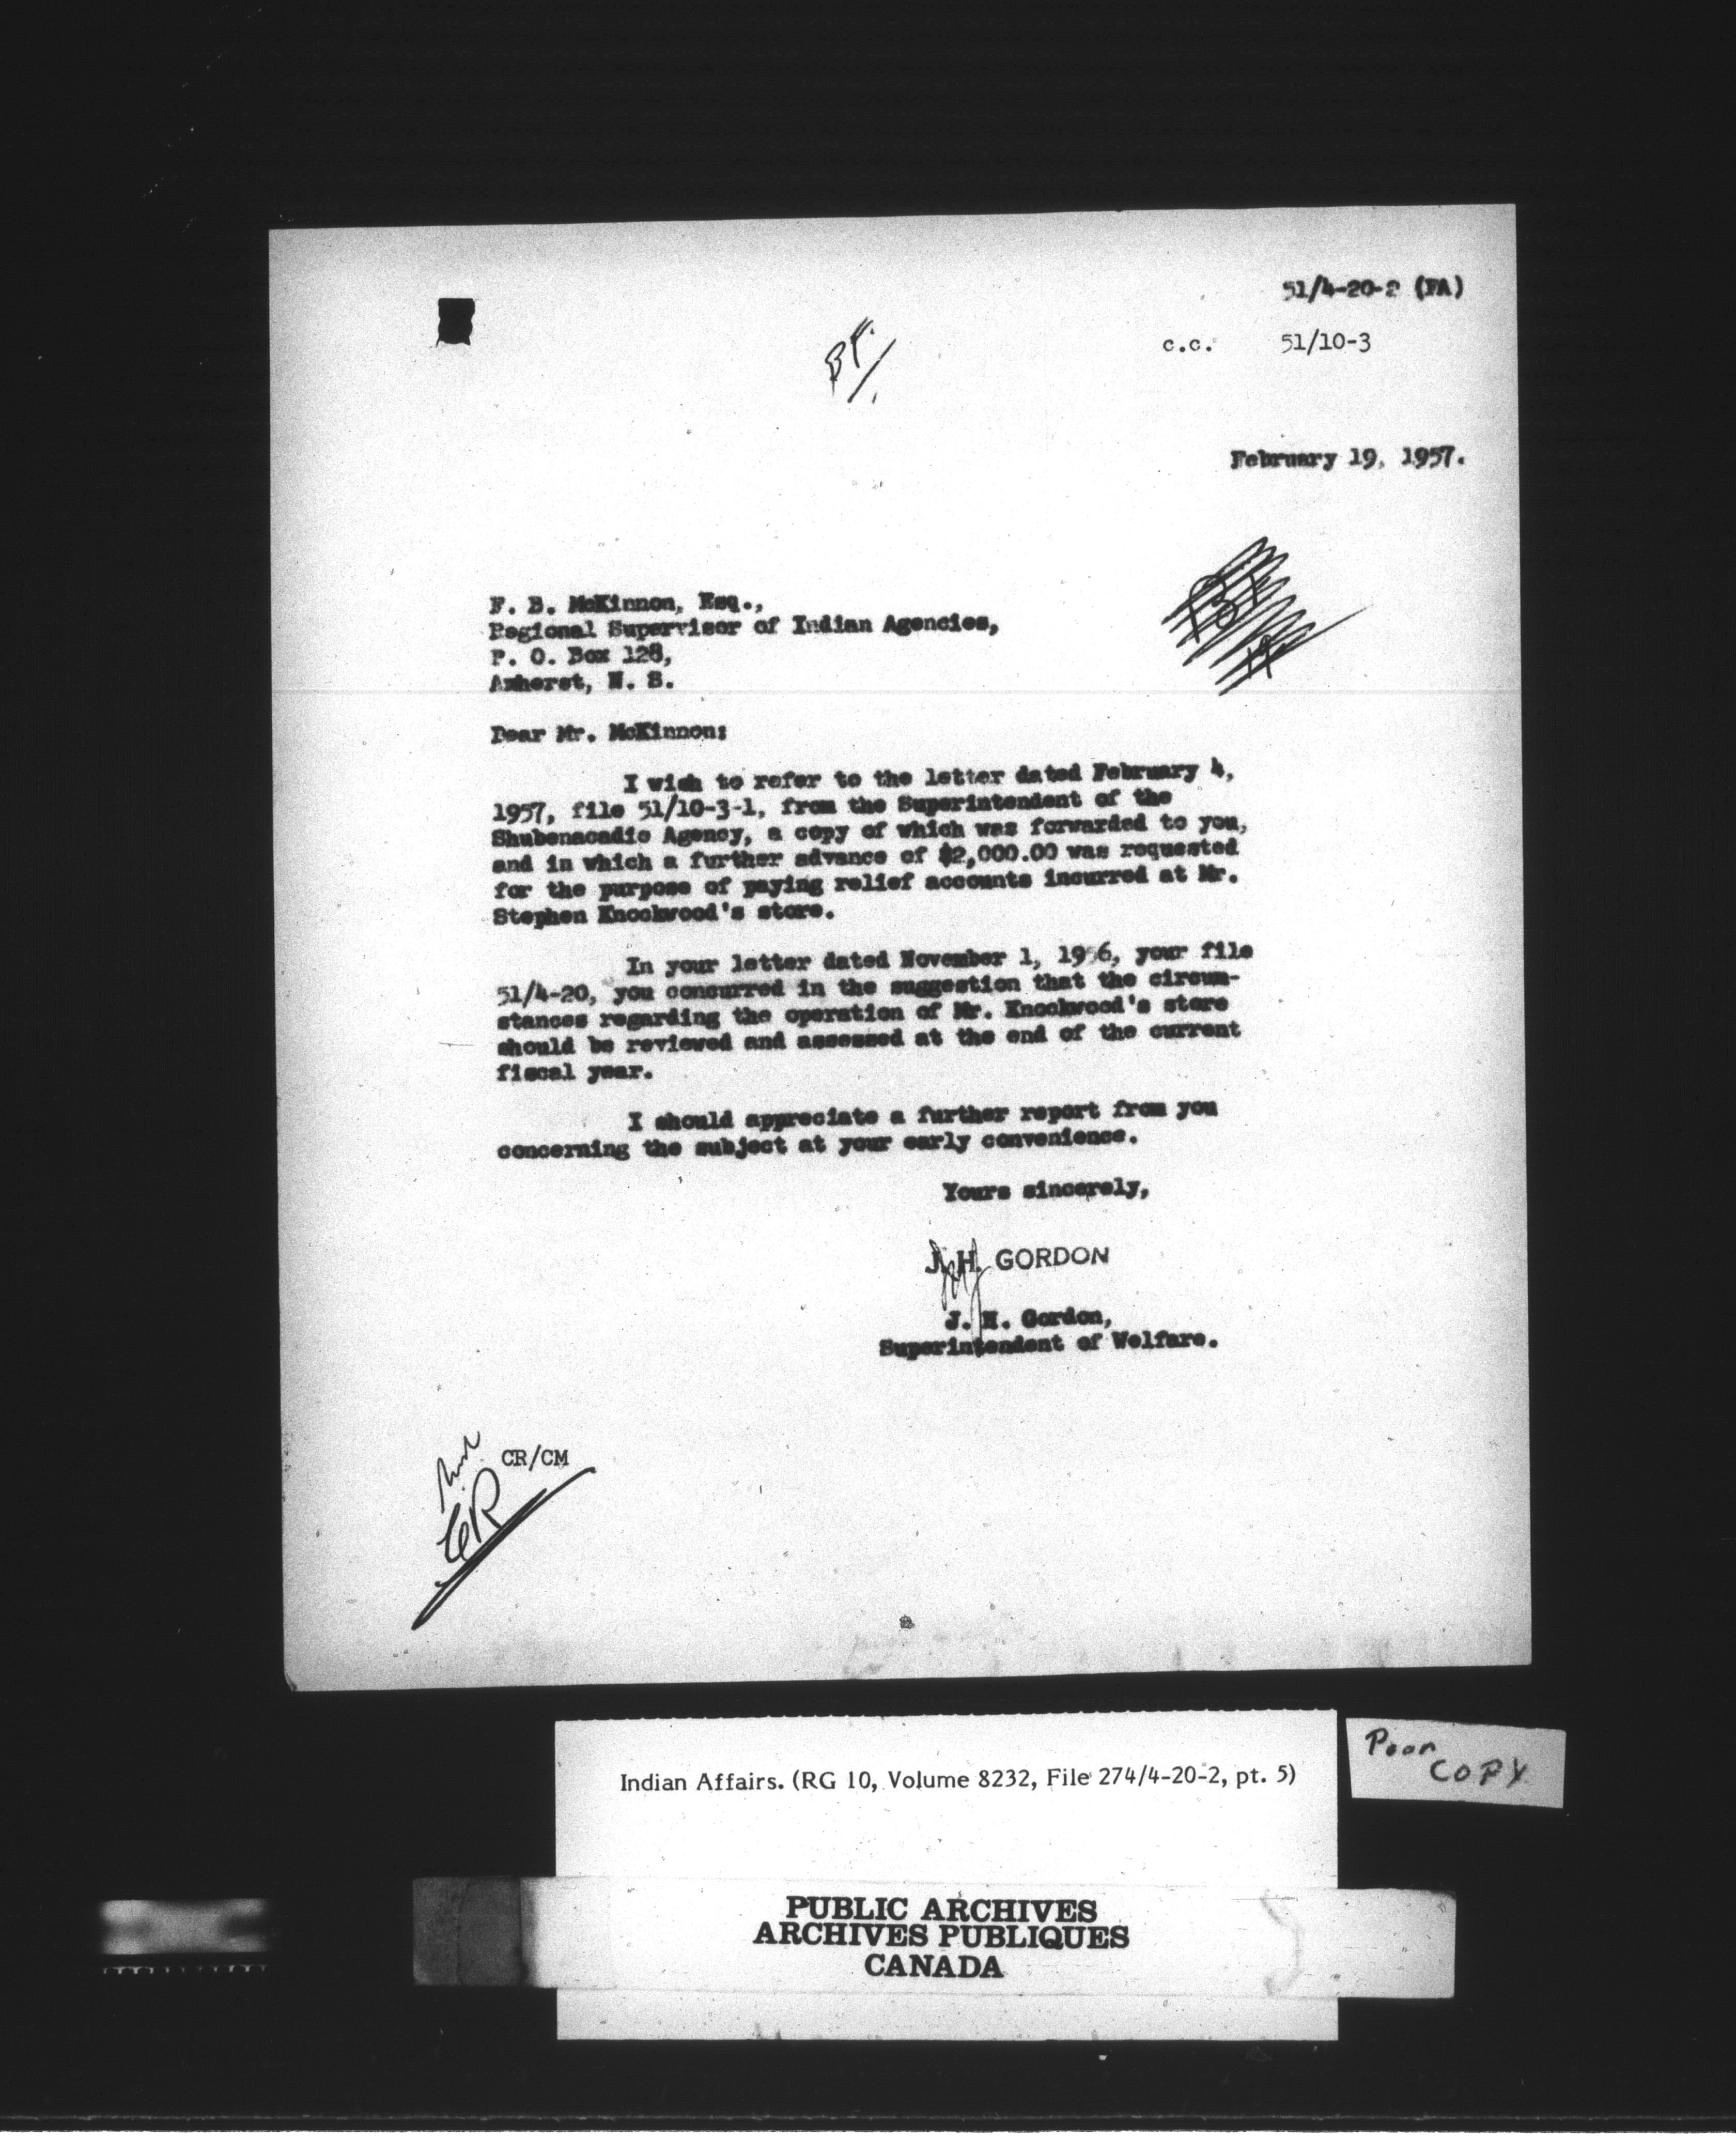 51/4-20-2 (FA)
c.c. 51/10-3
BF.
February 19, 1957.
BF
F. B. McKinnon, Esq.,
Regional Supervisor of Indian Agencies,
P. O. Box 128,
Amherst, N. S.
Dear Mr. McKinnon:
I wish to refer to the letter dated February 4,
1957, file 51/10-3-1, from the Superintendent of the
Shubenacadie Agency, a copy of which was forwarded to you,
and in which a further advance of $2,000.00 was requested
for the purpose of paying relief accounts incurred at Mr.
Stephen Knockwood's store.
In your letter dated November 1, 1956, your file
51/4-20, you concurred in the suggestion that the circum-
stances regarding the operation of Mr. Knockwood's store
should be reviewed and assessed at the end of the current
fiscal year.
I should appreciate a further report from you
concerning the subject at your early convenience.
Yours sincerely,
J. H. GORDON
J. H. Gordon,
Superintendent of Welfare.
CR/CM
CR
Indian Affairs. (RG 10, Volume 8232, File 274/4-20-2, pt. 5)
Poor
COPY
PUBLIC ARCHIVES
ARCHIVES PUBLIQUES
CANADA